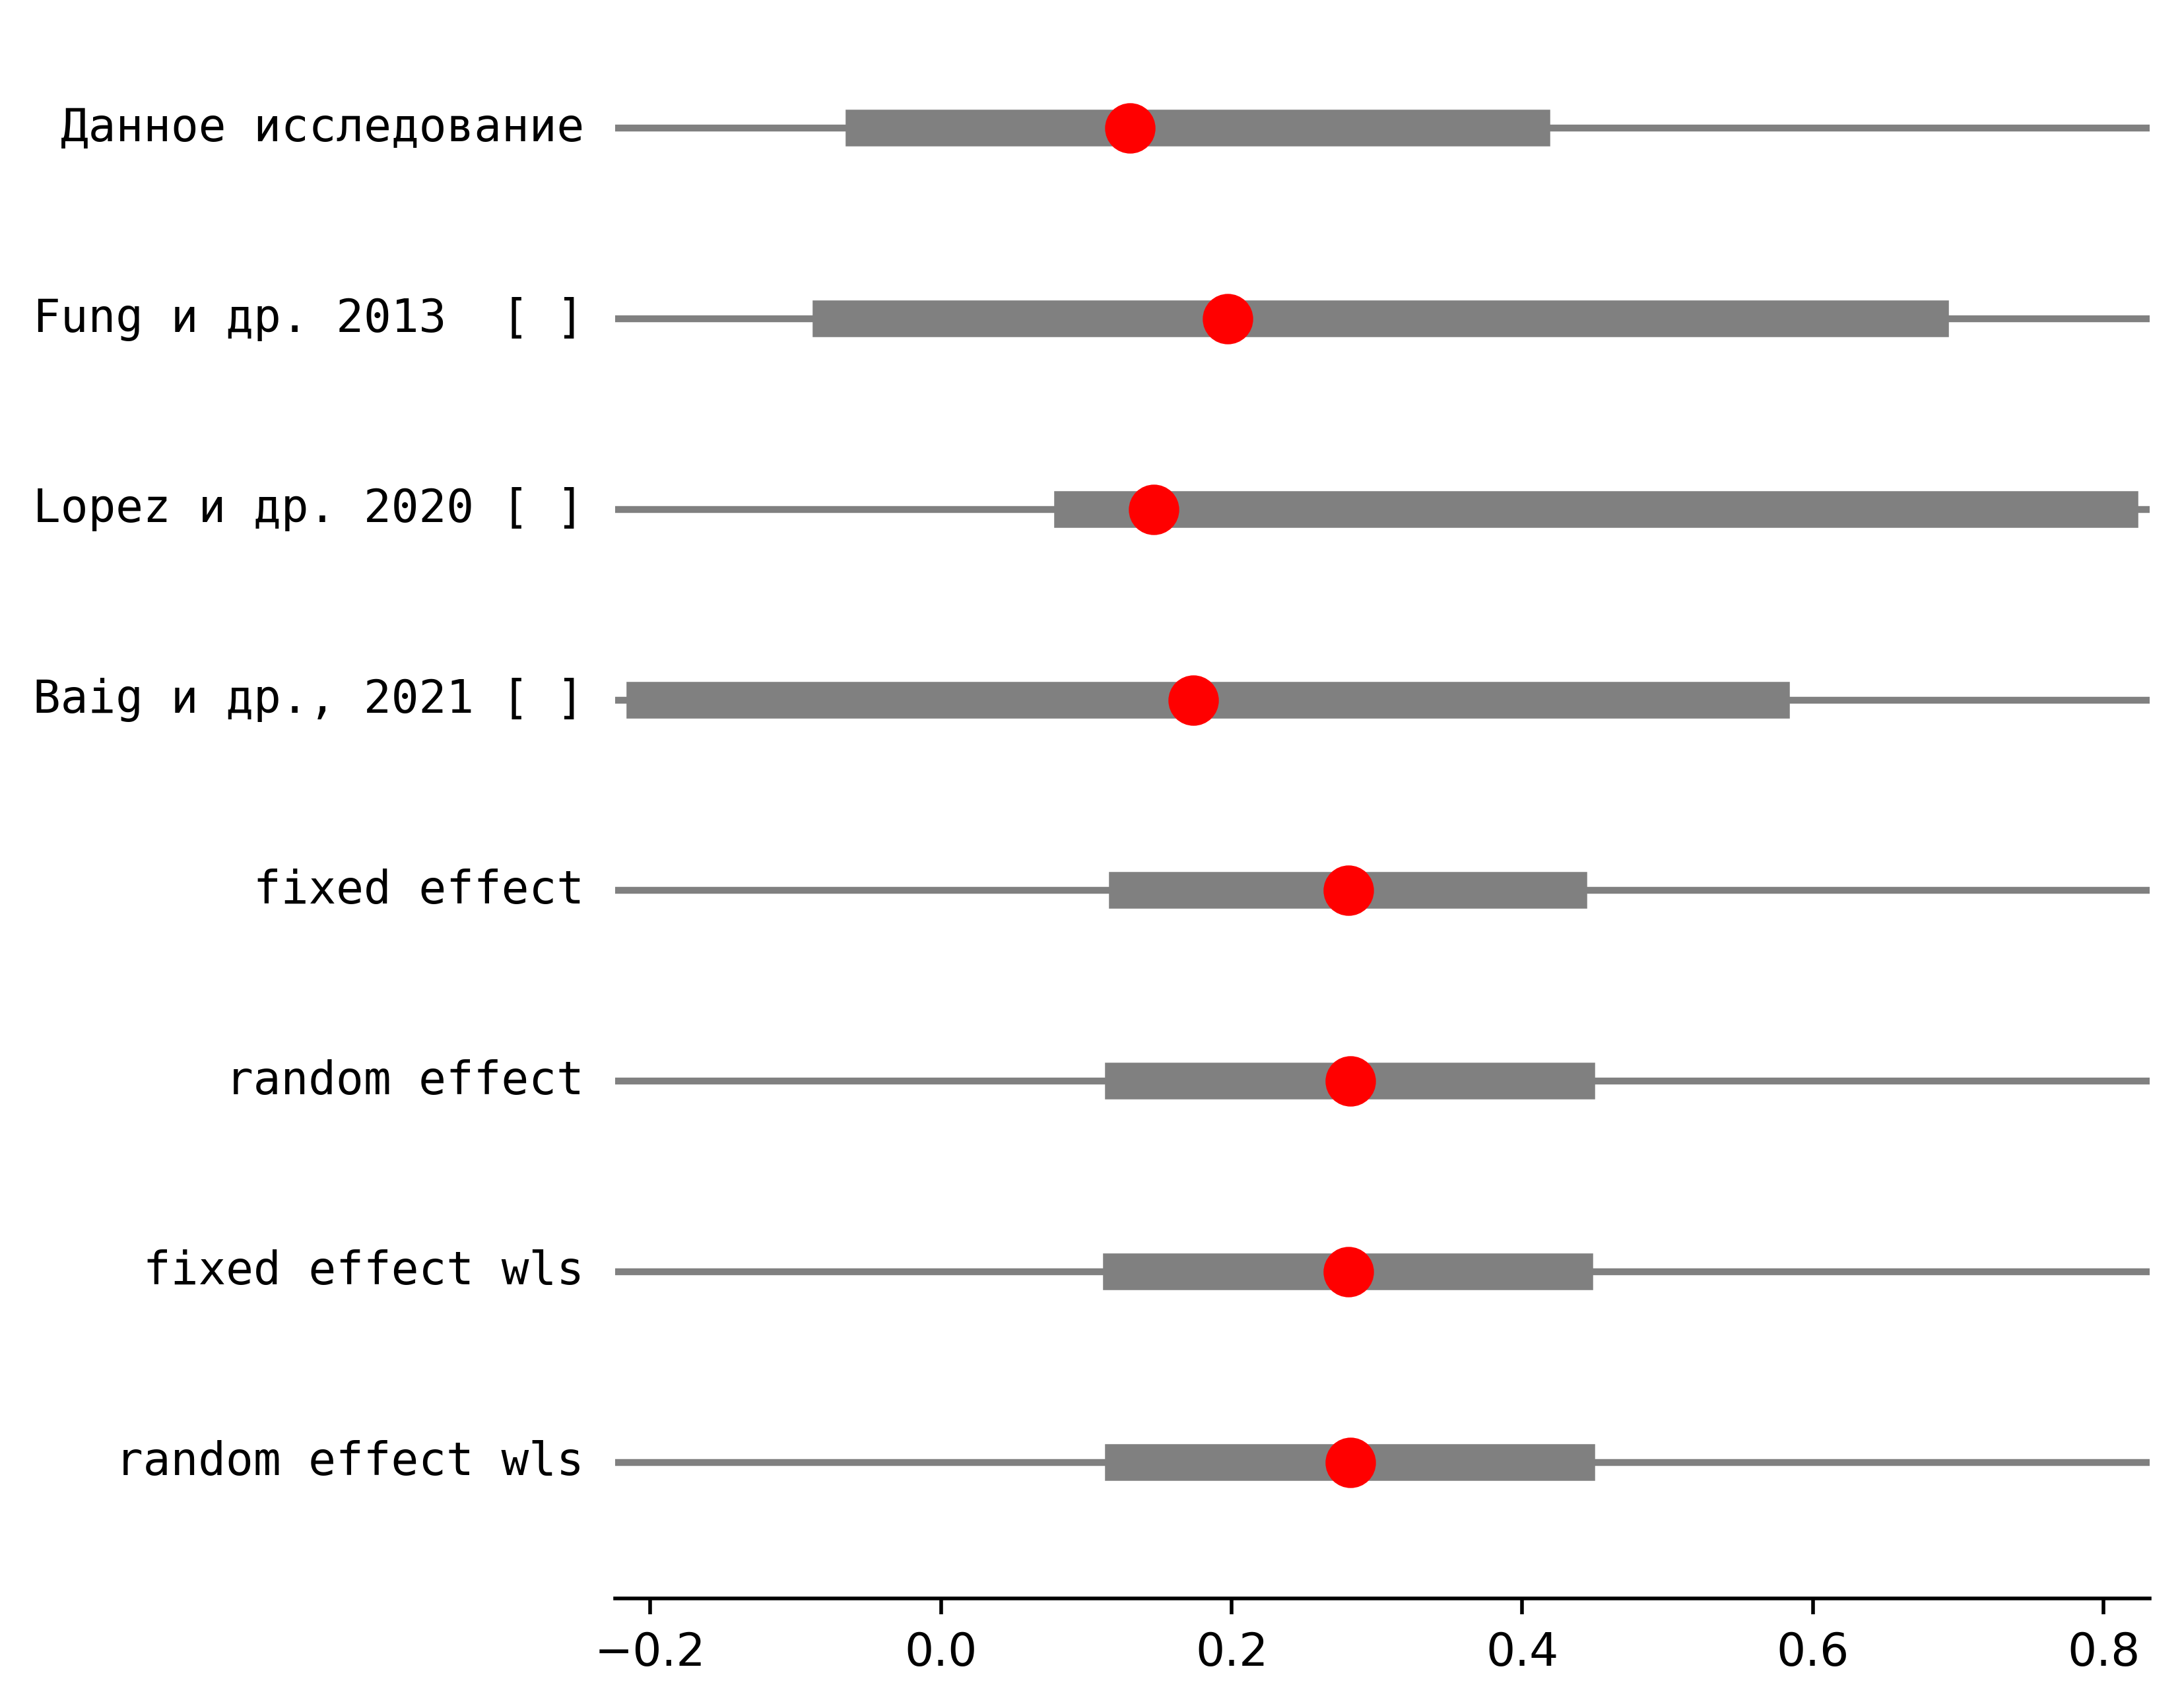 Данное исследование
Fung и др. 2013  [ ]
Lopez и др. 2020 [ ]
Baig и др., 2021 [ ]
fixed effect
random effect
fixed effect wls
random effect wls
−0.2 0.0 0.2 0.4 0.6 0.8